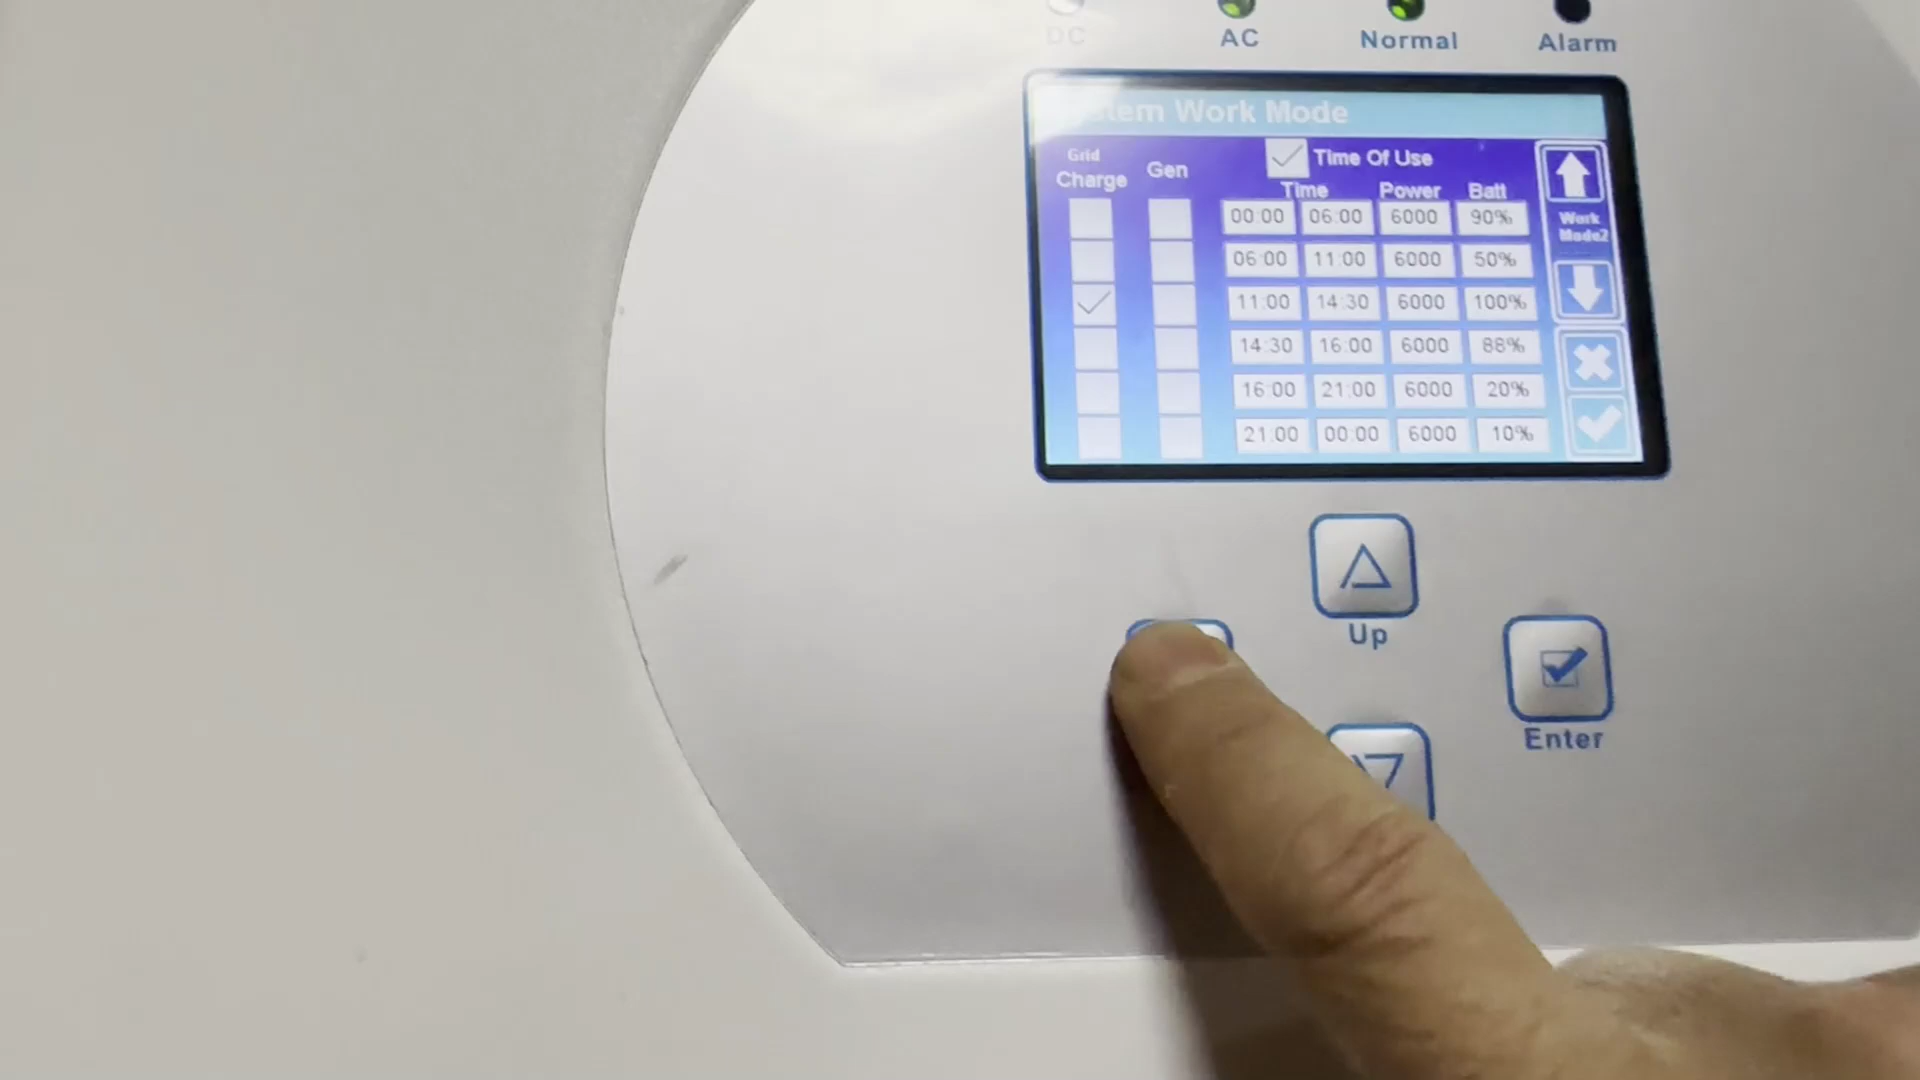 DC AC Normal Alarm
stem Work Mode
Grid Charge Gen Time Of Use
Time Power Batt
00:00 06:00 6000 90%
06:00 11:00 6000 50%
11:00 14:30 6000 100%
14:30 16:00 6000 88%
16:00 21:00 6000 20%
21:00 00:00 6000 10%
Work
Mode2
Up
Enter